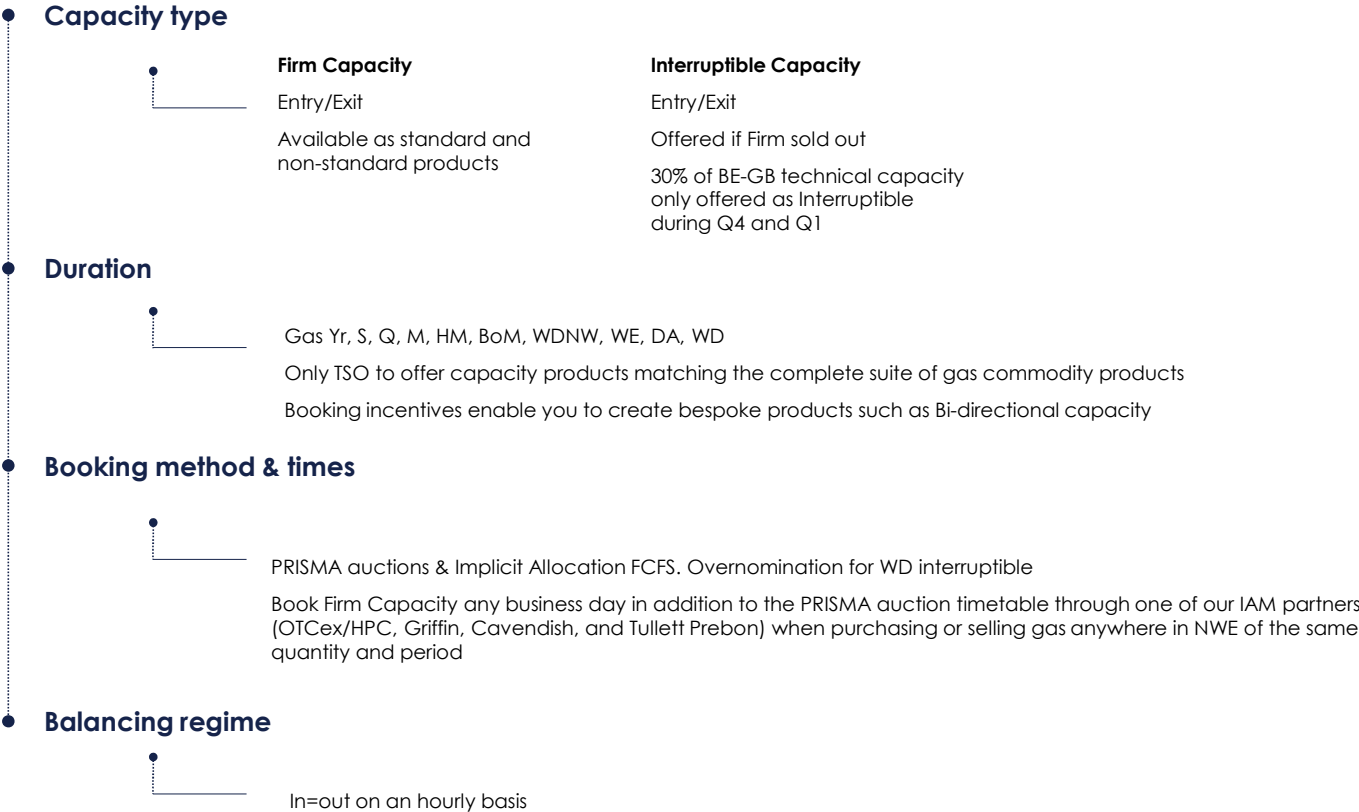 Capacity type
Firm Capacity
Entry/Exit
Available as standard and
non-standard products
Interruptible Capacity
Entry/Exit
Offered if Firm sold out
30% of BE-GB technical capacity
only offered as Interruptible
during Q4 and Q1
Duration
Gas Yr, S, Q, M, HM, BoM, WDNW, WE, DA, WD
Only TSO to offer capacity products matching the complete suite of gas commodity products
Booking incentives enable you to create bespoke products such as Bi-directional capacity
Booking method & times
PRISMA auctions & Implicit Allocation FCFS. Overnomination for WD interruptible
Book Firm Capacity any business day in addition to the PRISMA auction timetable through one of our IAM partners
(OTCex/HPC, Griffin, Cavendish, and Tullett Prebon) when purchasing or selling gas anywhere in NWE of the same
quantity and period
Balancing regime
In=out on an hourly basis